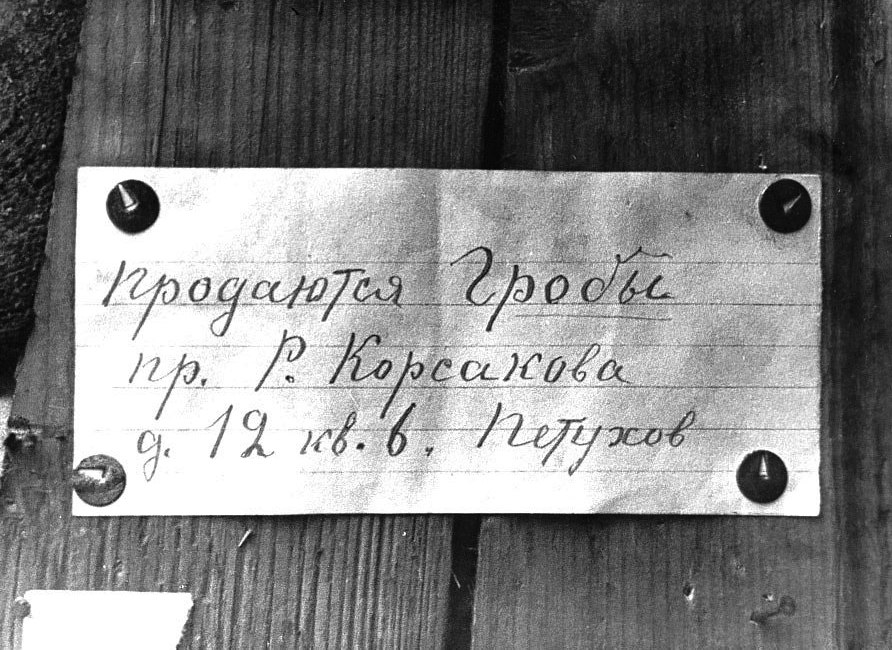 Продаются Гробы
пр. Р. Корсакова
д. 12 кв. 6. Петухов